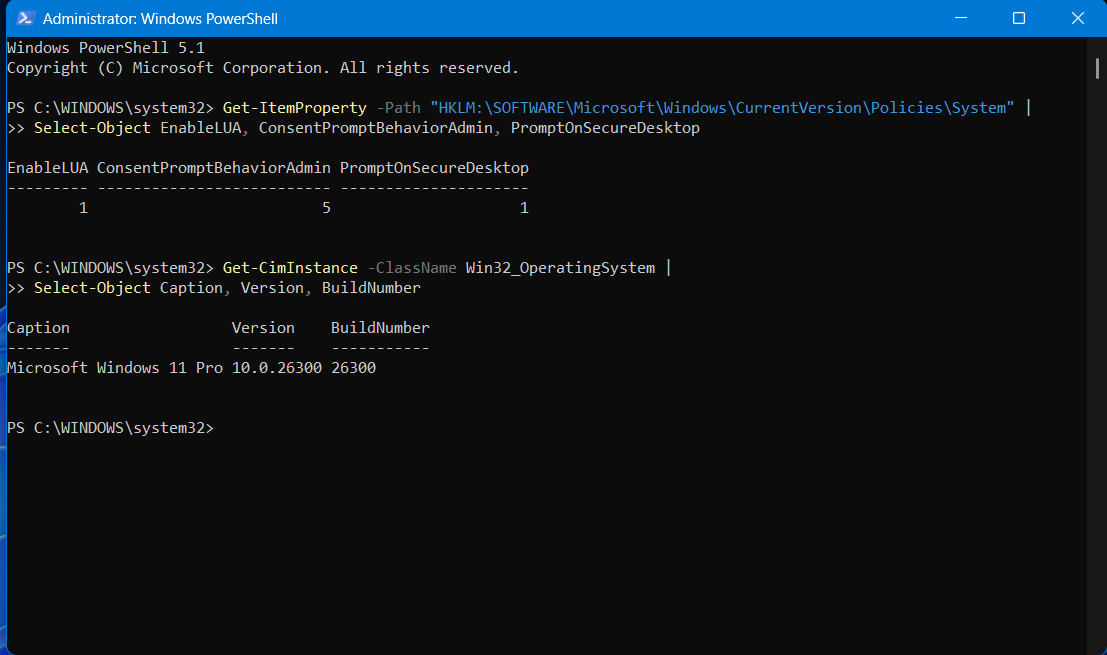 Administrator: Windows PowerShell
Windows PowerShell 5.1
Copyright (C) Microsoft Corporation. All rights reserved.
PS C:\WINDOWS\system32> Get-ItemProperty -Path "HKLM:\SOFTWARE\Microsoft\Windows\CurrentVersion\Policies\System" |
>> Select-Object EnableLUA, ConsentPromptBehaviorAdmin, PromptOnSecureDesktop
EnableLUA ConsentPromptBehaviorAdmin PromptOnSecureDesktop
--------- -------------------------- ---------------------
        1                          5                     1
PS C:\WINDOWS\system32> Get-CimInstance -ClassName Win32_OperatingSystem |
>> Select-Object Caption, Version, BuildNumber
Caption                  Version    BuildNumber
-------                  -------    -----------
Microsoft Windows 11 Pro 10.0.26300 26300
PS C:\WINDOWS\system32>